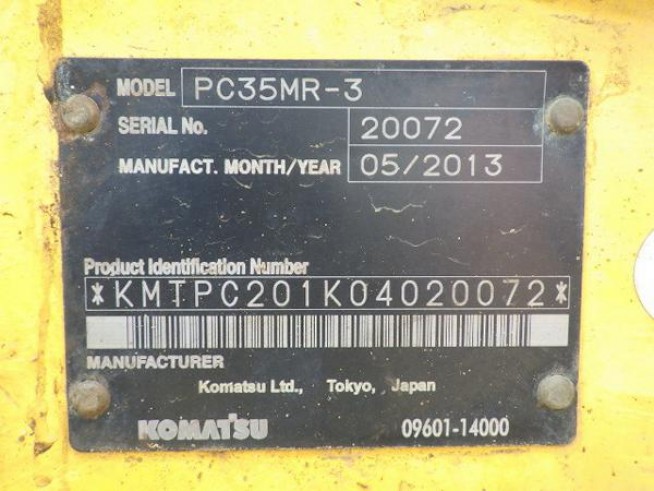 MODEL PC35MR-3
SERIAL No. 20072
MANUFACT. MONTH/YEAR 05/2013
Product Identification Number
*KMTPC201K04020072*
MANUFACTURER
Komatsu Ltd., Tokyo, Japan
KOMATSU 09601-14000